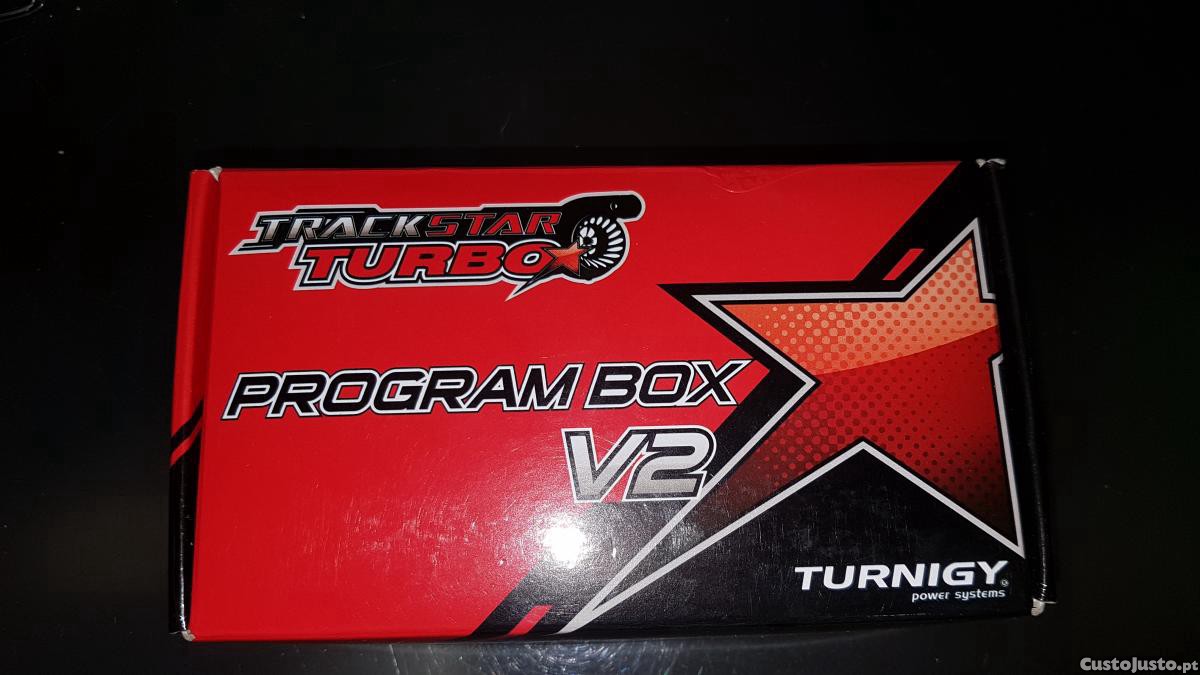 TRACKSTAR
TURBO
PROGRAM BOX
V2
TURNIGY
power systems
CustoJusto.pt